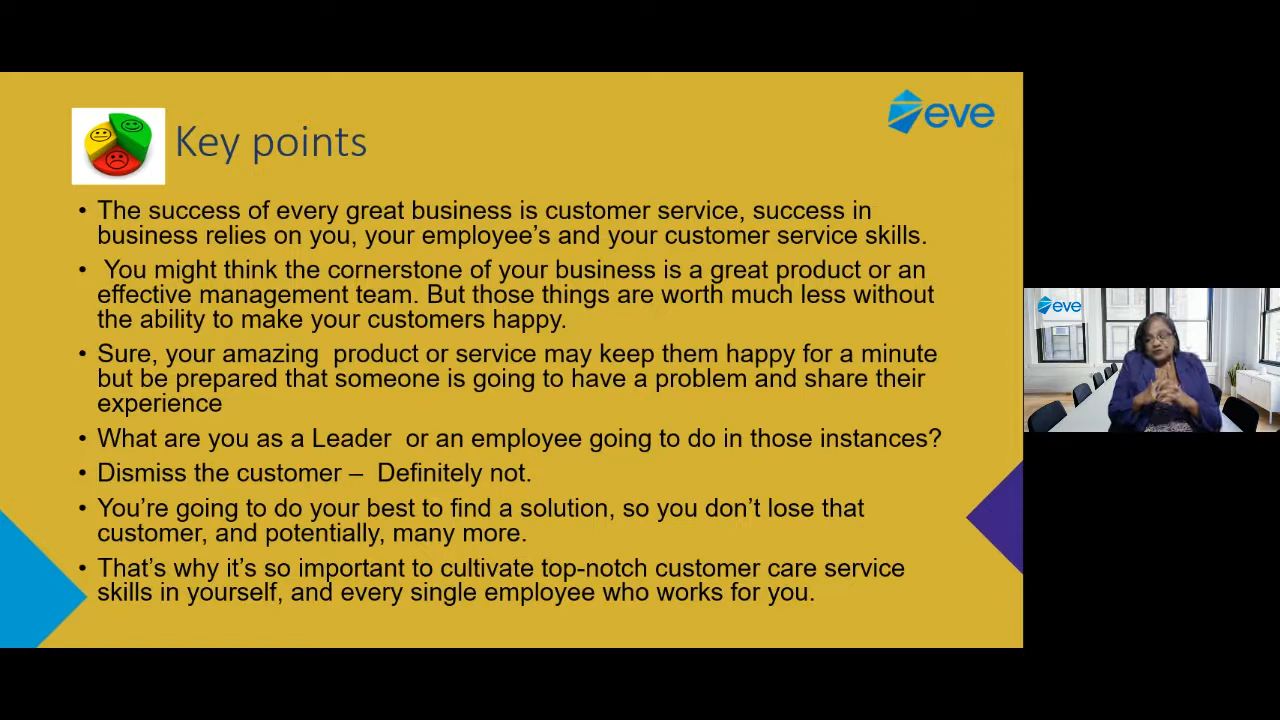 eve
Key points
• The success of every great business is customer service, success in
business relies on you, your employee’s and your customer service skills.
• You might think the cornerstone of your business is a great product or an
effective management team. But those things are worth much less without
the ability to make your customers happy.
• Sure, your amazing  product or service may keep them happy for a minute
but be prepared that someone is going to have a problem and share their
experience
• What are you as a Leader  or an employee going to do in those instances?
• Dismiss the customer –  Definitely not.
• You’re going to do your best to find a solution, so you don’t lose that
customer, and potentially, many more.
• That’s why it’s so important to cultivate top-notch customer care service
skills in yourself, and every single employee who works for you.
eve